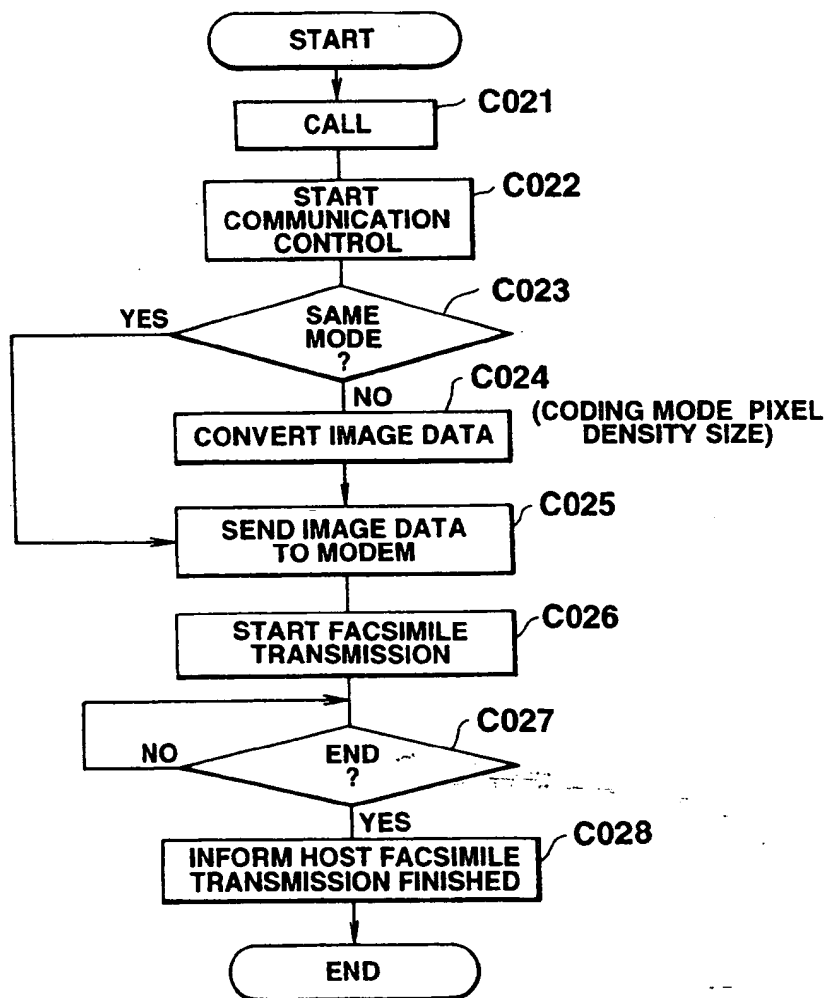 START
CALL
C021
START
COMMUNICATION
CONTROL
C022
C023
YES
SAME
MODE
?
NO
C024
CONVERT IMAGE DATA
(CODING MODE PIXEL
DENSITY SIZE)
C025
SEND IMAGE DATA
TO MODEM
C026
START FACSIMILE
TRANSMISSION
C027
NO
END
?
YES
C028
INFORM HOST FACSIMILE
TRANSMISSION FINISHED
END